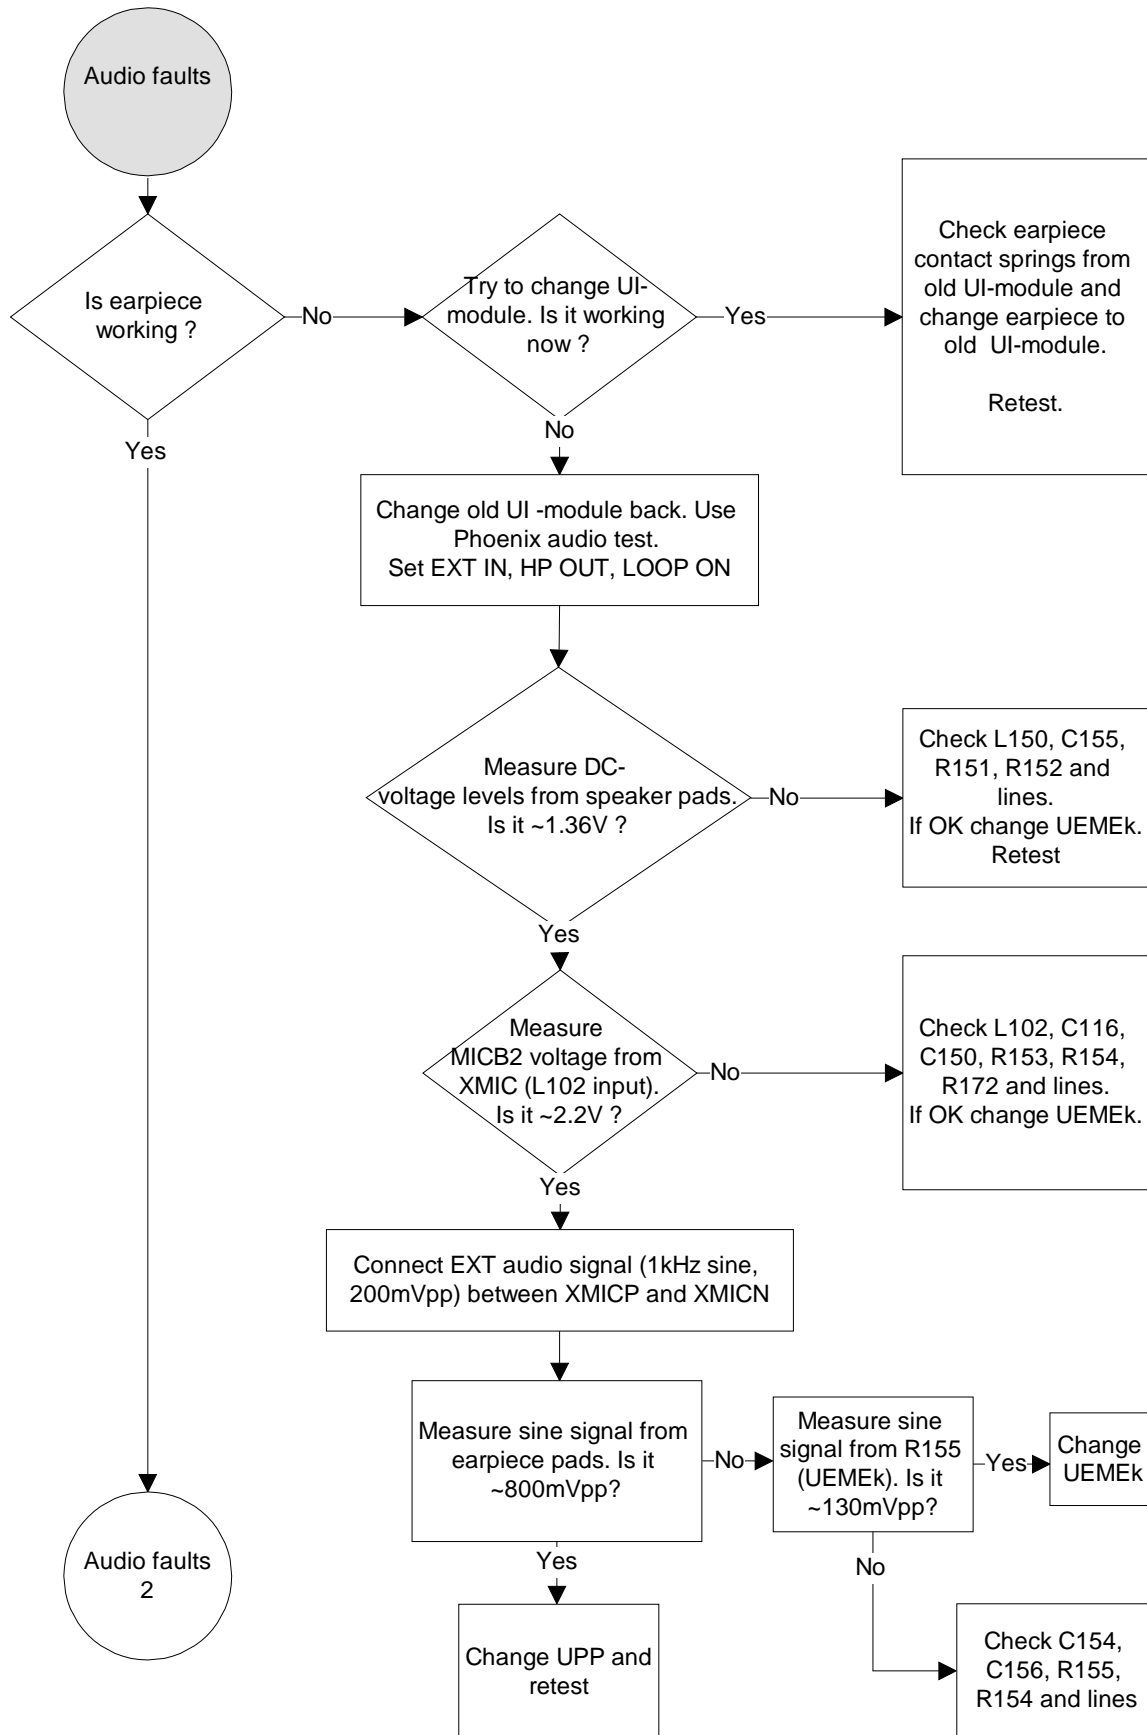 Audio faults
Is earpiece
working ?
No
Try to change UI-
module. Is it working
now ?
Yes
Check earpiece
contact springs from
old UI-module and
change earpiece to
old  UI-module.
Retest.
Yes
No
Change old UI -module back. Use
Phoenix audio test.
Set EXT IN, HP OUT, LOOP ON
Measure DC-
voltage levels from speaker pads.
Is it ~1.36V ?
No
Check L150, C155,
R151, R152 and
lines.
If OK change UEMEk.
Retest
Yes
Measure
MICB2 voltage from
XMIC (L102 input).
Is it ~2.2V ?
No
Check L102, C116,
C150, R153, R154,
R172 and lines.
If OK change UEMEk.
Yes
Connect EXT audio signal (1kHz sine,
200mVpp) between XMICP and XMICN
Measure sine signal from
earpiece pads. Is it
~800mVpp?
No
Measure sine
signal from R155
(UEMEk). Is it
~130mVpp?
Yes
Change
UEMEk
Audio faults
2
Yes
No
Change UPP and
retest
Check C154,
C156, R155,
R154 and lines